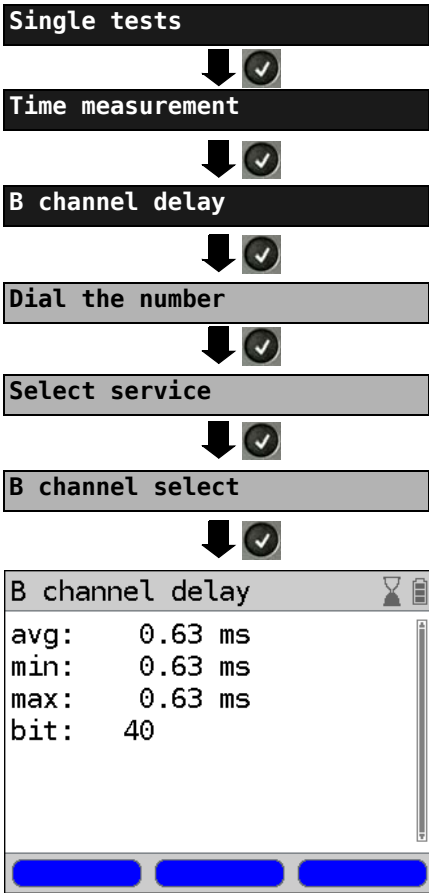 Single tests
Time measurement
B channel delay
Dial the number
Select service
B channel select
B channel delay
avg: 0.63 ms
min: 0.63 ms
max: 0.63 ms
bit: 40